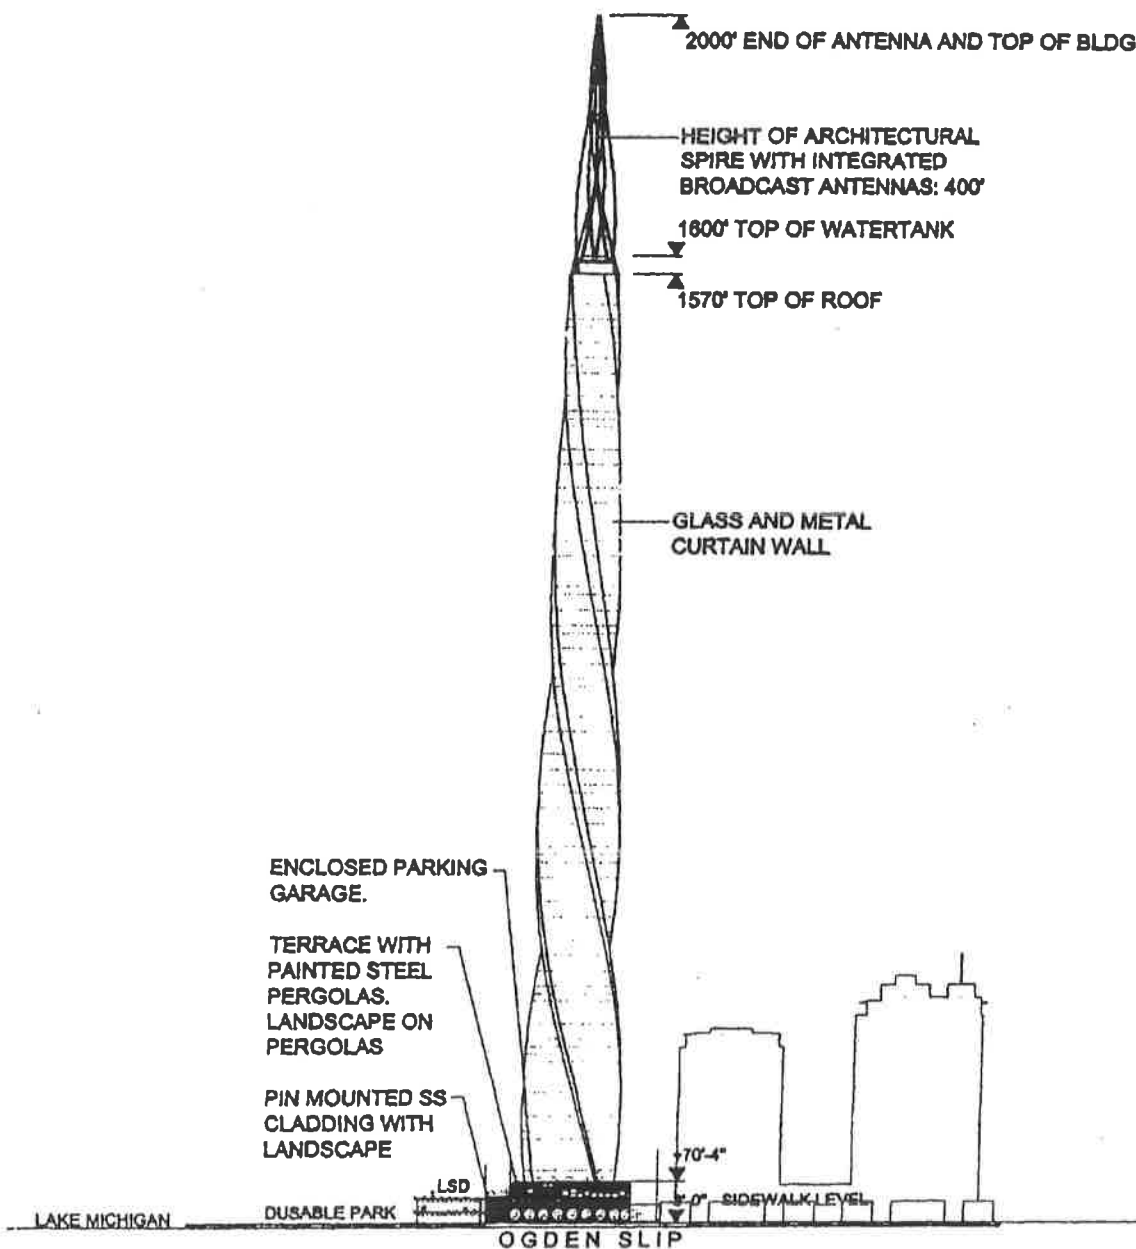 2000' END OF ANTENNA AND TOP OF BLDG
HEIGHT OF ARCHITECTURAL
SPIRE WITH INTEGRATED
BROADCAST ANTENNAS: 400'
1600' TOP OF WATERTANK
1570' TOP OF ROOF
GLASS AND METAL
CURTAIN WALL
ENCLOSED PARKING
GARAGE.
TERRACE WITH
PAINTED STEEL
PERGOLAS.
LANDSCAPE ON
PERGOLAS
PIN MOUNTED SS
CLADDING WITH
LANDSCAPE
70'-4"
LSD
SIDEWALK LEVEL
DUSABLE PARK
LAKE MICHIGAN
OGDEN SLIP